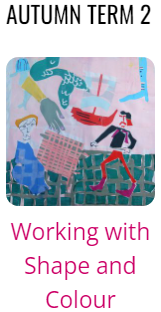 AUTUMN TERM 2
Working with
Shape and
Colour